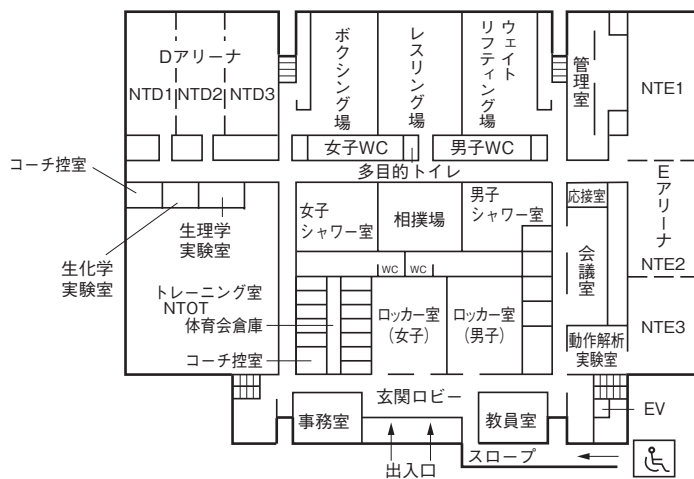 Dアリーナ
NTD1
NTD2
NTD3
ボクシング場
レスリング場
ウェイト
リフティング場
管理室
NTE1
女子WC
男子WC
コーチ控室
多目的トイレ
Eアリーナ
生理学
実験室
女子
シャワー室
相撲場
男子
シャワー室
応接室
生化学
実験室
会議室
NTE2
WC
WC
トレーニング室
NTOT
体育会倉庫
ロッカー室
(女子)
ロッカー室
(男子)
NTE3
動作解析
実験室
コーチ控室
玄関ロビー
事務室
教員室
EV
スロープ
出入口